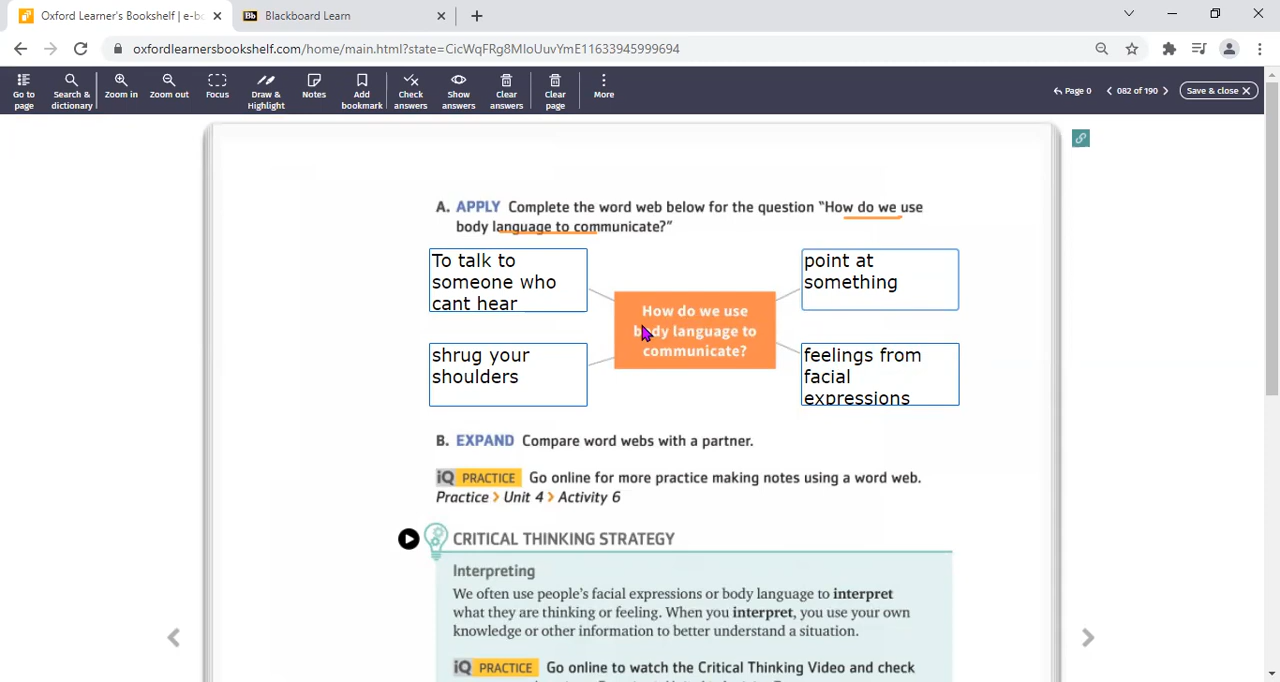 Oxford Learner's Bookshelf | e-bo
Blackboard Learn
oxfordlearnersbookshelf.com/home/main.html?state=CicWqFRg8MIoUuvYmE11633945999694
Go to page
Search & dictionary
Zoom in
Zoom out
Focus
Draw & Highlight
Notes
Add bookmark
Check answers
Show answers
Clear answers
Clear page
More
Page 0
082 of 190
Save & close
A. APPLY Complete the word web below for the question “How do we use
body language to communicate?”
To talk to
someone who
cant hear
point at
something
How do we use
body language to
communicate?
shrug your
shoulders
feelings from
facial
expressions
B. EXPAND Compare word webs with a partner.
iQ PRACTICE Go online for more practice making notes using a word web.
Practice > Unit 4 > Activity 6
CRITICAL THINKING STRATEGY
Interpreting
We often use people's facial expressions or body language to interpret
what they are thinking or feeling. When you interpret, you use your own
knowledge or other information to better understand a situation.
iQ PRACTICE Go online to watch the Critical Thinking Video and check